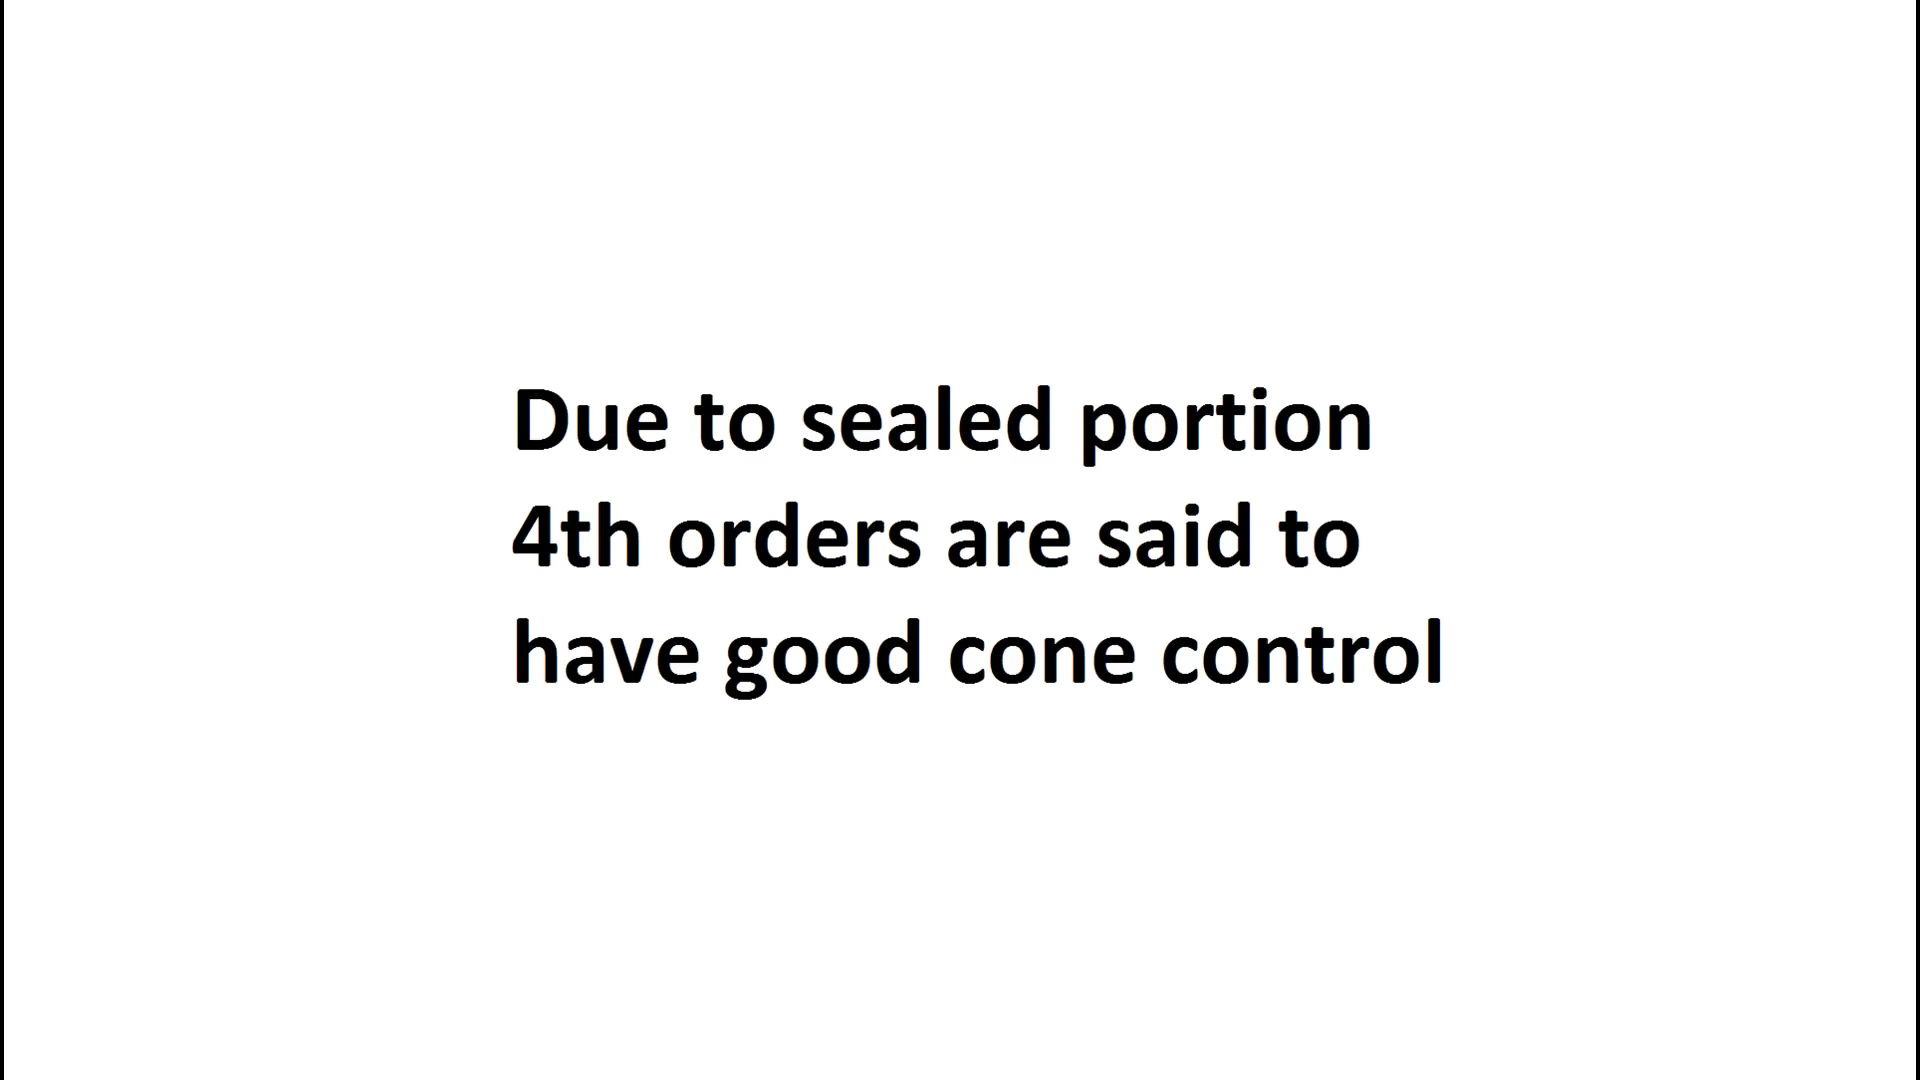 Due to sealed portion
4th orders are said to
have good cone control